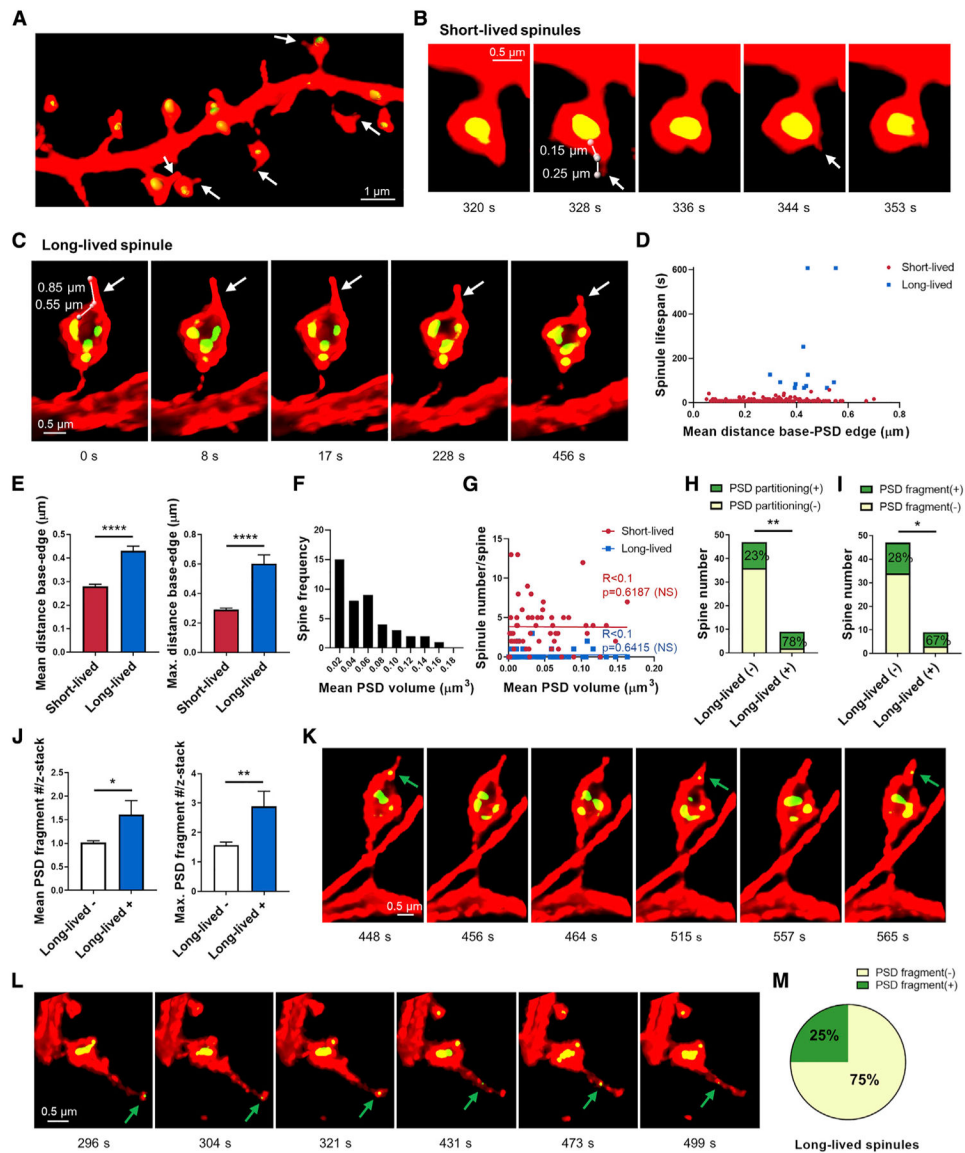 A
1 µm
B Short-lived spinules
0.5 µm
0.15 µm
0.25 µm
320 s 328 s 336 s 344 s 353 s
C Long-lived spinule
0.85 µm
0.55 µm
0.5 µm
0 s 8 s 17 s 228 s 456 s
D
Short-lived
Long-lived
Spinule lifespan (s)
600
400
200
0
0.0 0.2 0.4 0.6 0.8
Mean distance base-PSD edge (µm)
E
Mean distance base-edge (µm)
0.5
0.4
0.3
0.2
0.1
0.0
****
Short-lived
Long-lived
Max. distance base-edge(µm)
0.8
0.6
0.4
0.2
0.0
****
Short-lived
Long-lived
F
Spine frequency
20
15
10
5
0
0.02 0.04 0.06 0.08 0.10 0.12 0.14 0.16 0.18
Mean PSD volume (µm³)
G
Short-lived
Long-lived
Spinule number/spine
15
10
5
0
R<0.1
p=0.6187 (NS)
R<0.1
p=0.6415 (NS)
0.00 0.05 0.10 0.15 0.20
Mean PSD volume (µm³)
H
PSD partitioning(+)
PSD partitioning(-)
Spine number
50
40
30
20
10
0
**
23%
78%
Long-lived (-)
Long-lived (+)
I
PSD fragment(+)
PSD fragment(-)
Spine number
50
40
30
20
10
0
*
28%
67%
Long-lived (-)
Long-lived (+)
J
Mean PSD fragment #/z-stack
2.5
2.0
1.5
1.0
0.5
0.0
*
Long-lived -
Long-lived +
Max. PSD fragment #/z-stack
4
3
2
1
0
**
Long-lived -
Long-lived +
K
0.5 µm
448 s 456 s 464 s 515 s 557 s 565 s
L
0.5 µm
296 s 304 s 321 s 431 s 473 s 499 s
M
PSD fragment(-)
PSD fragment(+)
25%
75%
Long-lived spinules